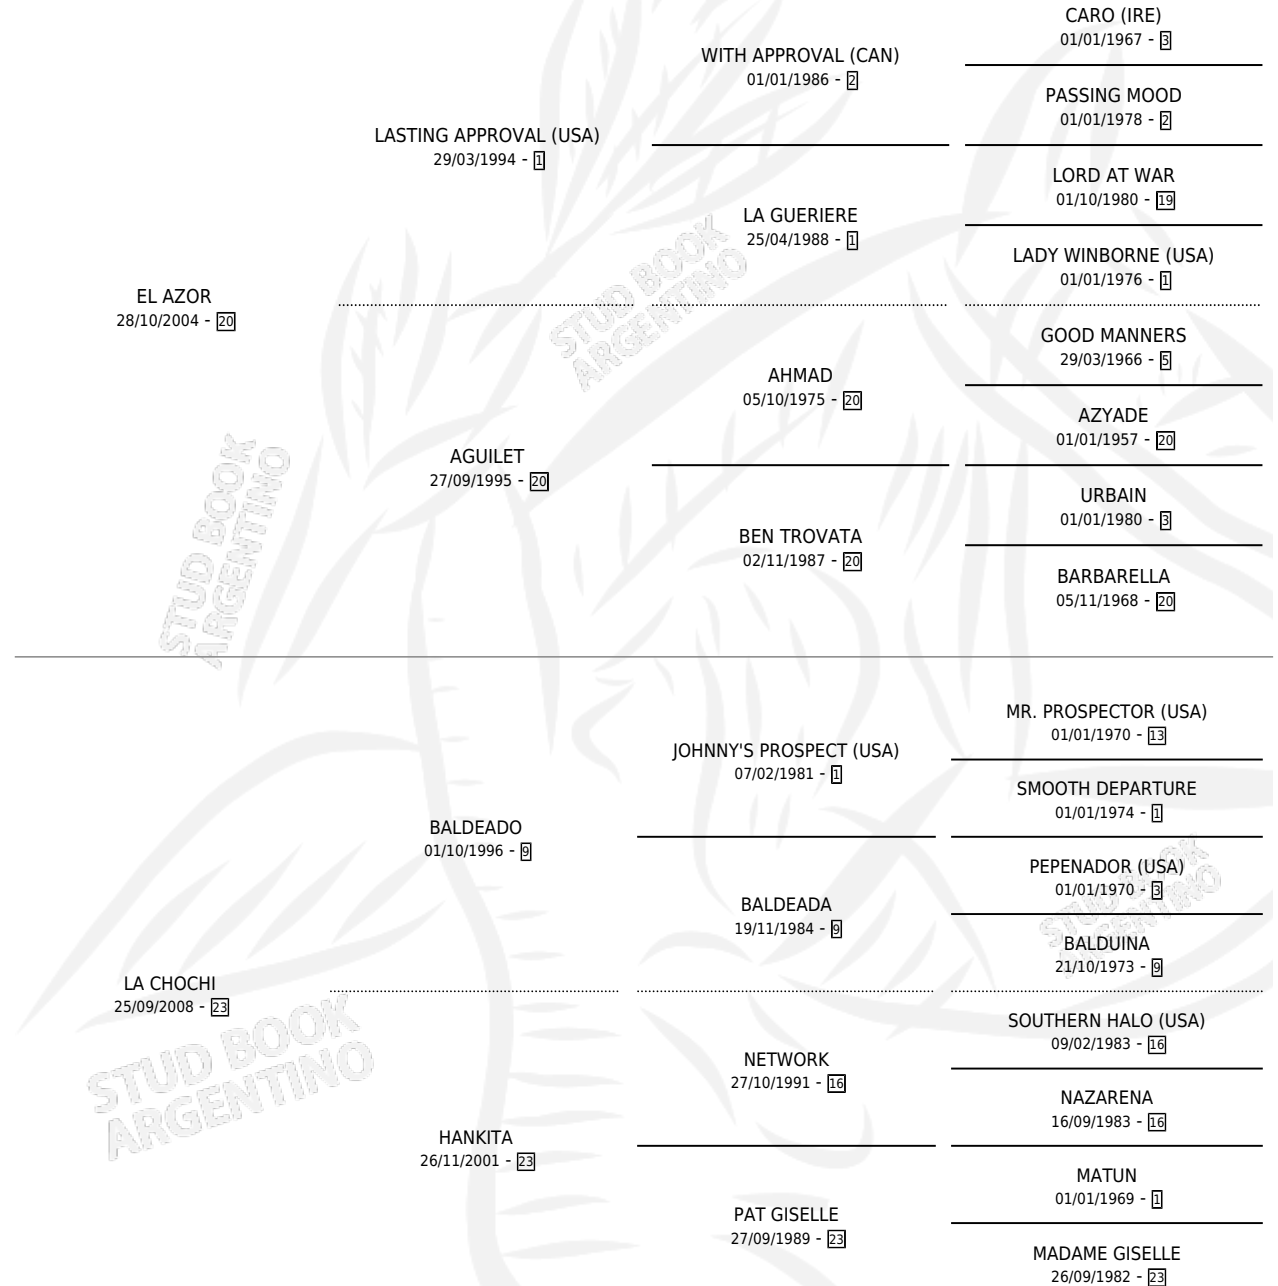 CARO (IRE)
01/01/1967 - 3
WITH APPROVAL (CAN)
01/01/1986 - 2
PASSING MOOD
01/01/1978 - 2
LASTING APPROVAL (USA)
29/03/1994 - 1
LORD AT WAR
01/10/1980 - 19
LA GUERIERE
25/04/1988 - 1
LADY WINBORNE (USA)
01/01/1976 - 1
EL AZOR
28/10/2004 - 20
GOOD MANNERS
29/03/1966 - 5
AHMAD
05/10/1975 - 20
AZYADE
01/01/1957 - 20
AGUILET
27/09/1995 - 20
URBAIN
01/01/1980 - 3
BEN TROVATA
02/11/1987 - 20
BARBARELLA
05/11/1968 - 20
STUD BOOK
ARGENTINO
STUD BOOK
ARGENTINO
MR. PROSPECTOR (USA)
01/01/1970 - 13
JOHNNY'S PROSPECT (USA)
07/02/1981 - 1
SMOOTH DEPARTURE
01/01/1974 - 1
BALDEADO
01/10/1996 - 9
PEPENADOR (USA)
01/01/1970 - 3
BALDEADA
19/11/1984 - 9
BALDUINA
21/10/1973 - 9
STUD BOOK
ARGENTINO
LA CHOCHI
25/09/2008 - 23
SOUTHERN HALO (USA)
09/02/1983 - 16
NETWORK
27/10/1991 - 16
NAZARENA
16/09/1983 - 16
STUD BOOK
ARGENTINO
HANKITA
26/11/2001 - 23
MATUN
01/01/1969 - 1
PAT GISELLE
27/09/1989 - 23
MADAME GISELLE
26/09/1982 - 23